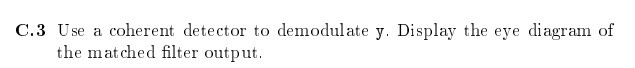 C.3 Use a coherent detector to demodulate y. Display the eye diagram of
the matched filter output.